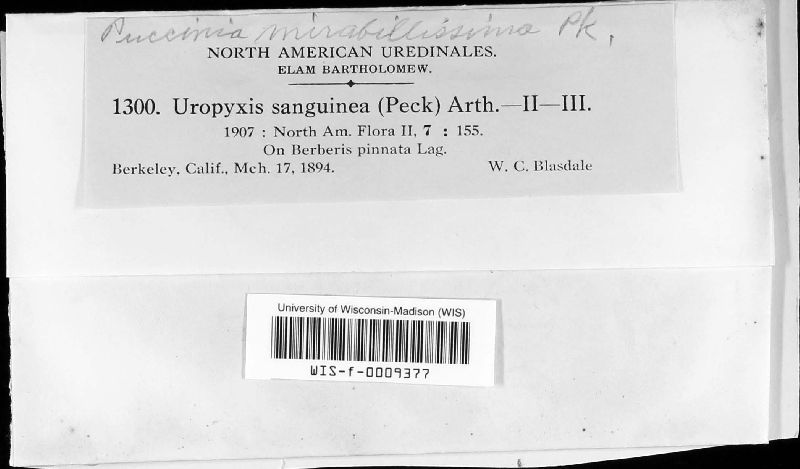 Puccinia mirabilissima Pk,
NORTH AMERICAN UREDINALES.
ELAM BARTHOLOMEW.
1300. Uropyxis sanguinea (Peck) Arth.—II—III.
1907 : North Am. Flora II, 7 : 155.
On Berberis pinnata Lag.
Berkeley, Calif., Mch. 17, 1894. W. C. Blasdale
University of Wisconsin-Madison (WIS)
WIS-f-0009377